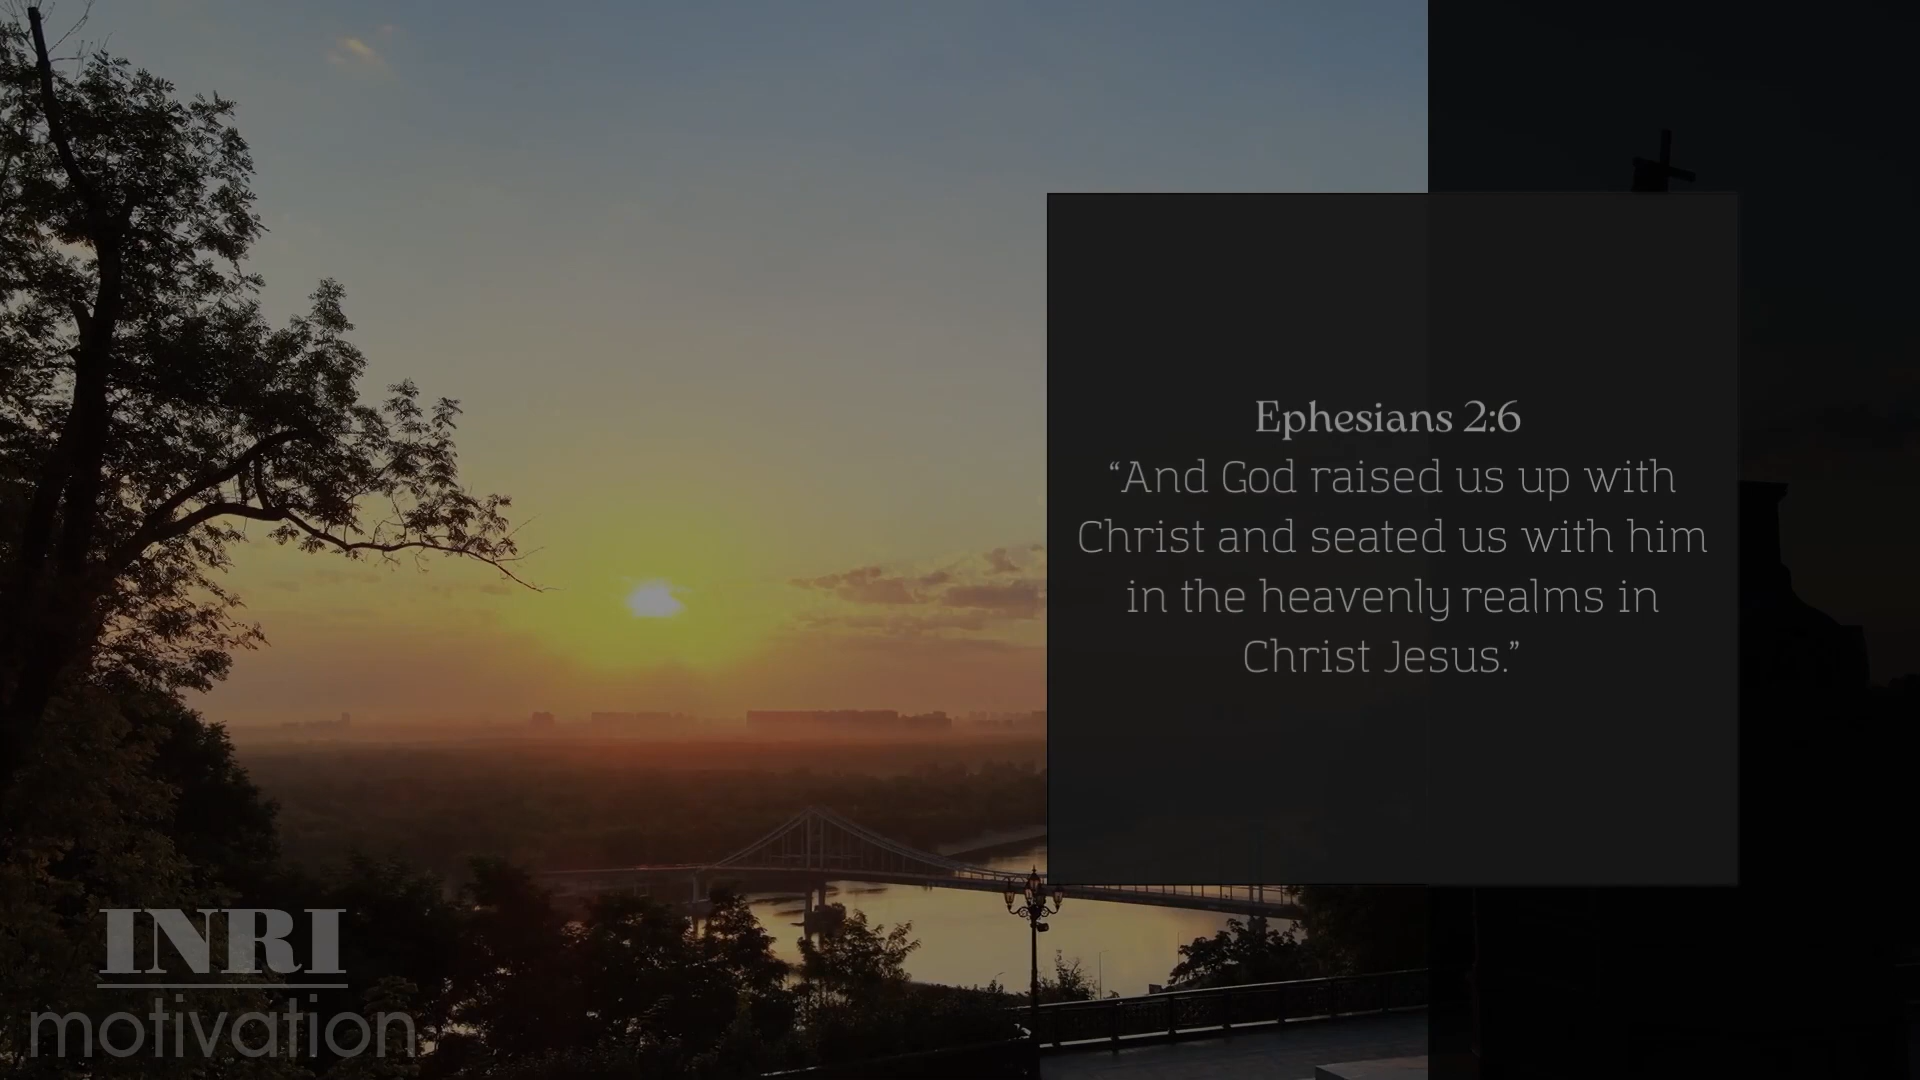 Ephesians 2:6
“And God raised us up with
Christ and seated us with him
in the heavenly realms in
Christ Jesus.”
INRI
motivation